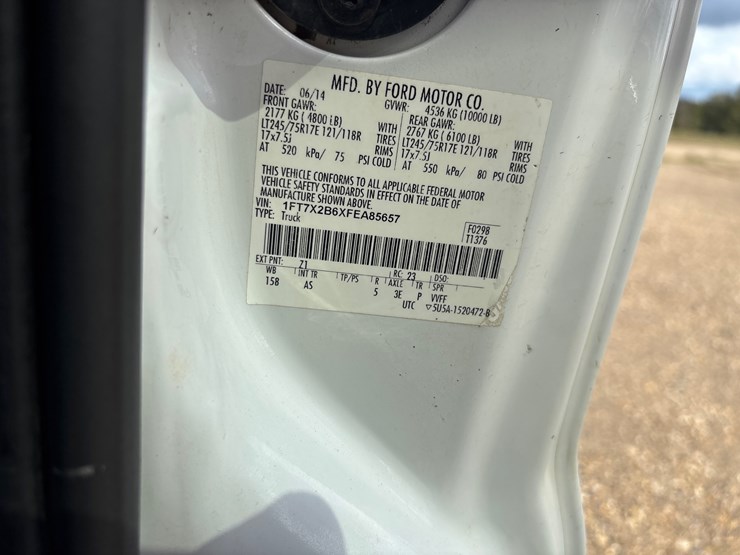 MFD. BY FORD MOTOR CO.
DATE: 06/14 GVWR: 4536 KG (10000 LB)
FRONT GAWR: REAR GAWR:
2177 KG ( 4800 LB) WITH 2767 KG (6100 LB) WITH
LT245/75R17E 121/118R TIRES LT245/75R17E 121/118R TIRES
17x7.5J RIMS 17x7.5J RIMS
AT 520 kPa/ 75 PSI COLD AT 550 kPa/ 80 PSI COLD
THIS VEHICLE CONFORMS TO ALL APPLICABLE FEDERAL MOTOR
VEHICLE SAFETY STANDARDS IN EFFECT ON THE DATE OF
MANUFACTURE SHOWN ABOVE.
VIN: 1FT7X2B6XFEA85657
TYPE: Truck
F0298
T1376
EXT PNT: Z1 RC: 23 DSO:
WB INT TR TP/PS R AXLE TR SPR
158 AS 5 3E P VVFF
UTC ▽5U5A-1520472-B